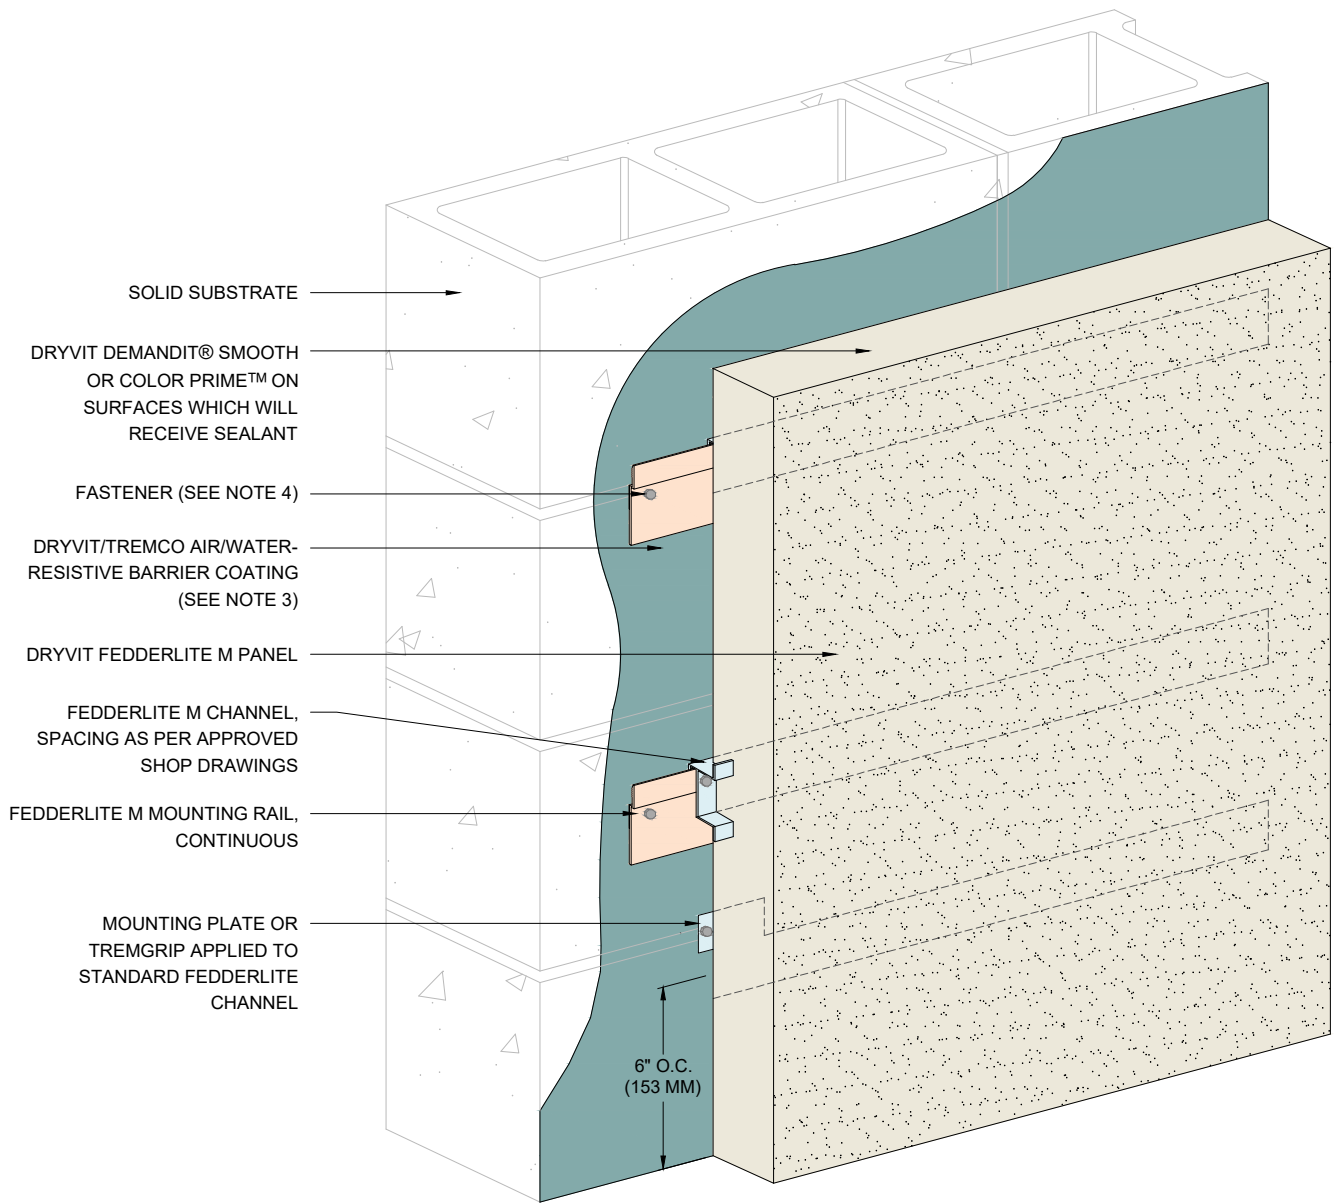 SOLID SUBSTRATE
DRYVIT DEMANDIT® SMOOTH
OR COLOR PRIME™ ON
SURFACES WHICH WILL
RECEIVE SEALANT
FASTENER (SEE NOTE 4)
DRYVIT/TREMCO AIR/WATER-
RESISTIVE BARRIER COATING
(SEE NOTE 3)
DRYVIT FEDDERLITE M PANEL
FEDDERLITE M CHANNEL,
SPACING AS PER APPROVED
SHOP DRAWINGS
FEDDERLITE M MOUNTING RAIL,
CONTINUOUS
MOUNTING PLATE OR
TREMGRIP APPLIED TO
STANDARD FEDDERLITE
CHANNEL
6" O.C.
(153 MM)